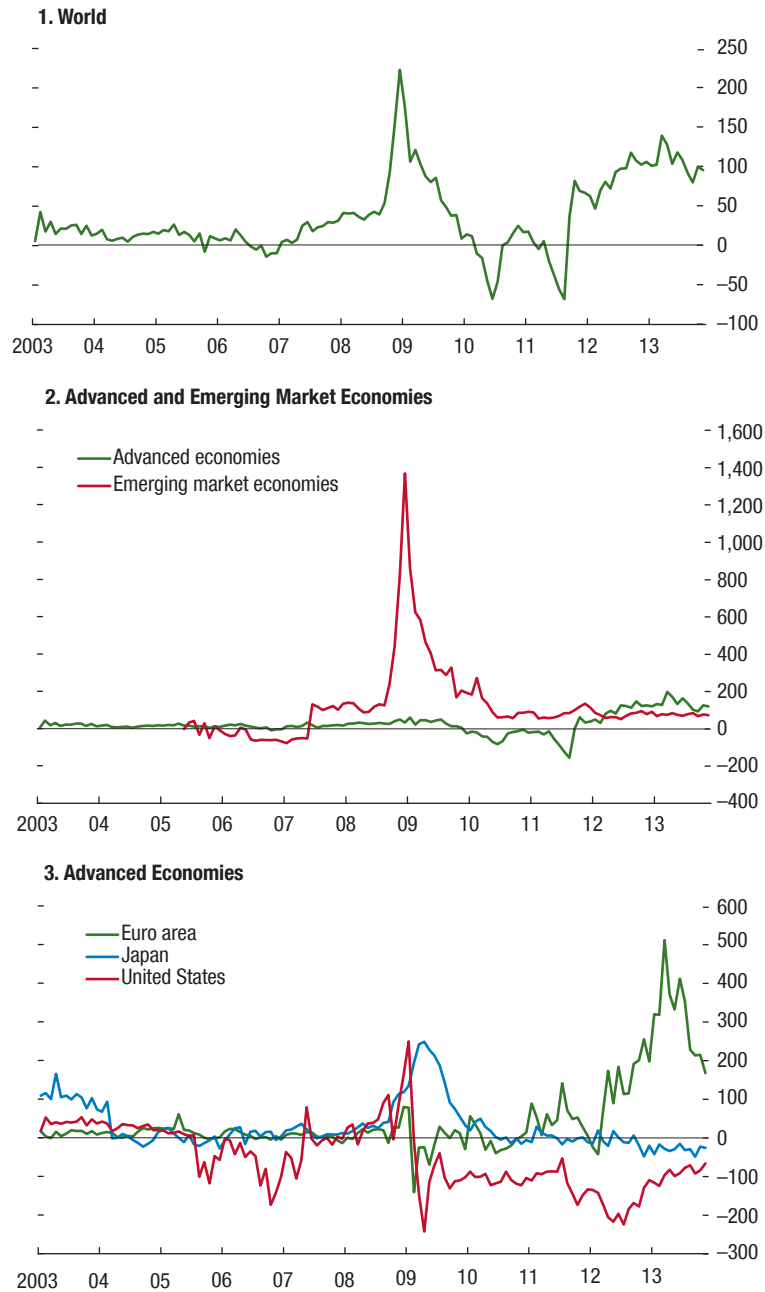 1. World
250
200
150
100
50
0
–50
–100
2003 04 05 06 07 08 09 10 11 12 13
2. Advanced and Emerging Market Economies
1,600
1,400
1,200
1,000
800
600
400
200
0
–200
–400
Advanced economies
Emerging market economies
2003 04 05 06 07 08 09 10 11 12 13
3. Advanced Economies
600
500
400
300
200
100
0
–100
–200
–300
Euro area
Japan
United States
2003 04 05 06 07 08 09 10 11 12 13